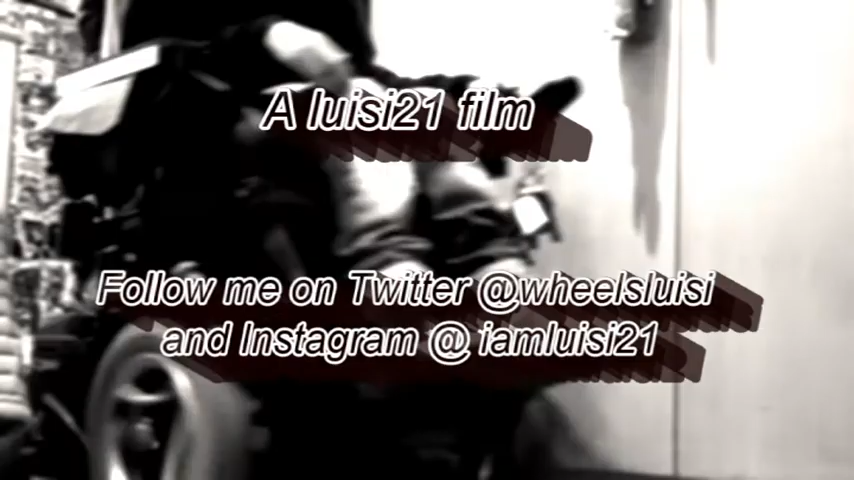 A luisi21 film
Follow me on Twitter @wheelsluisi
and Instagram @ iamluisi21